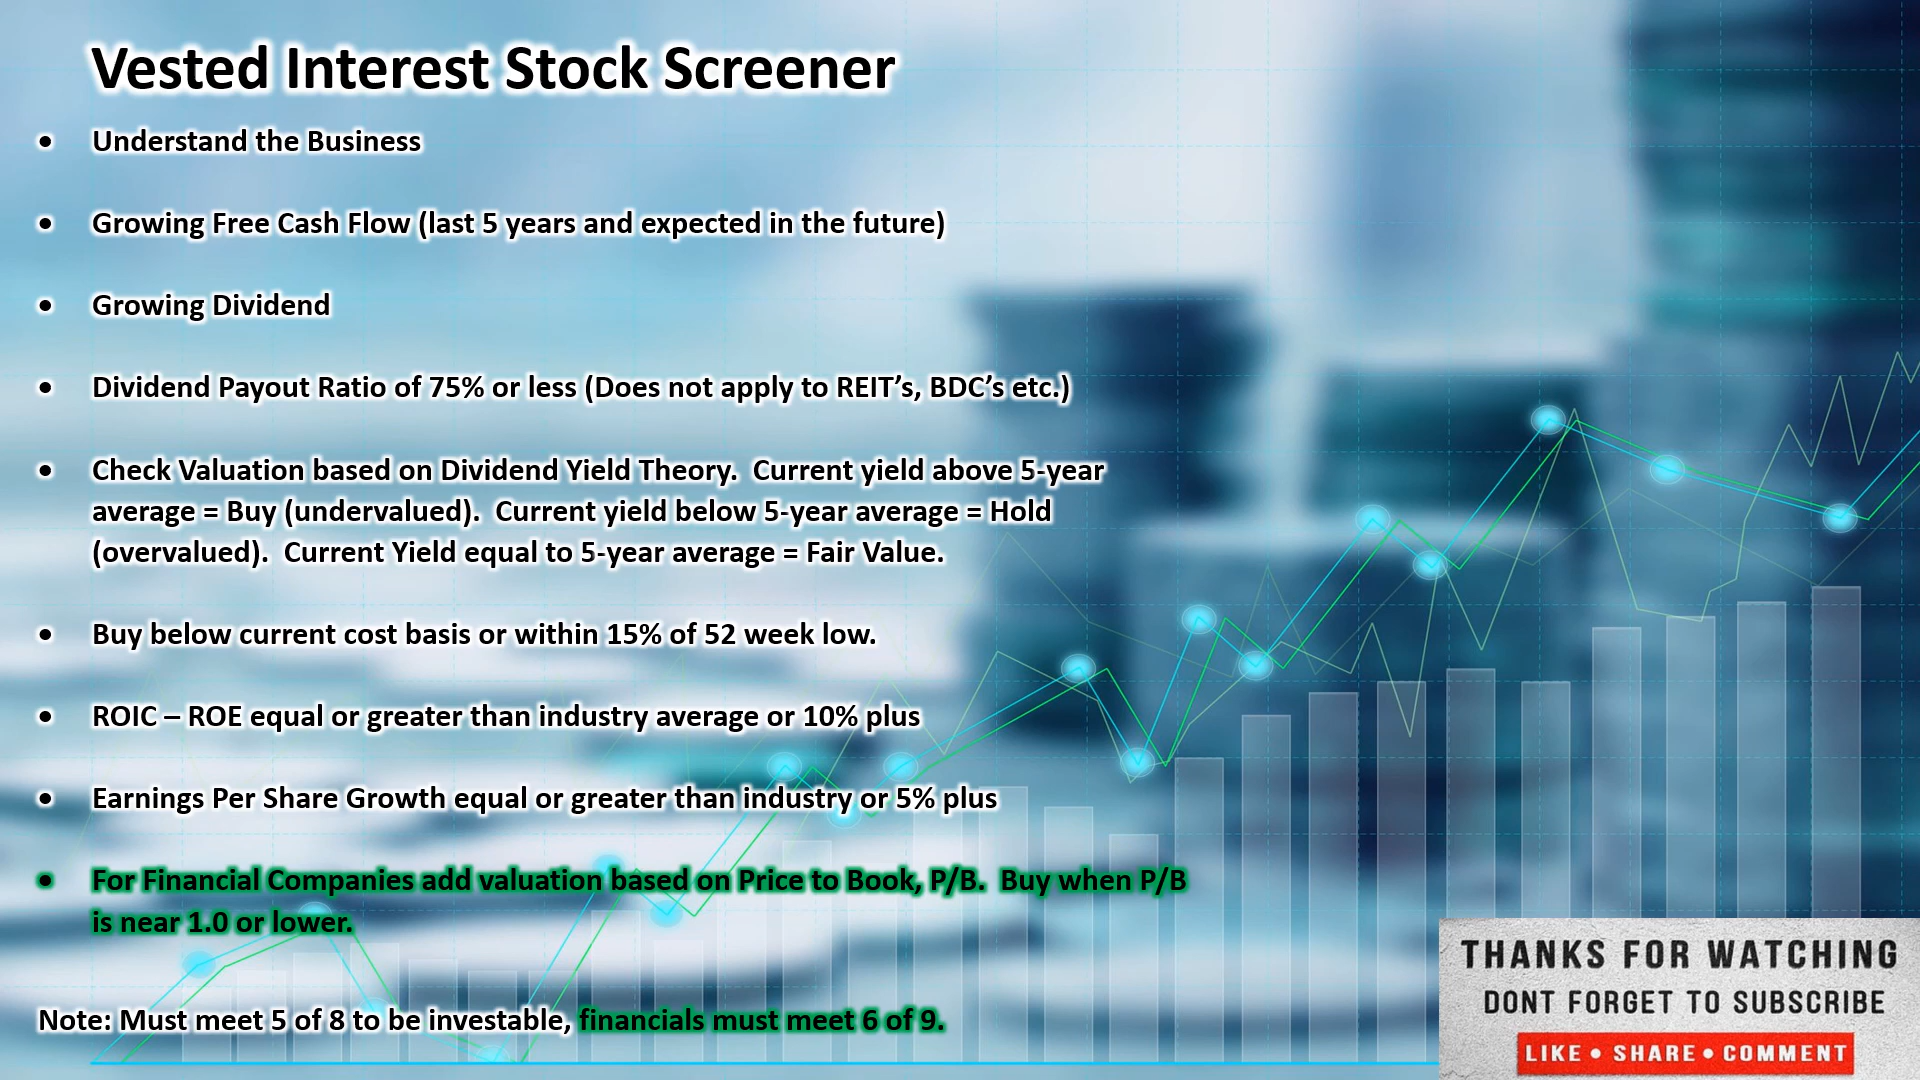 Vested Interest Stock Screener
• Understand the Business
• Growing Free Cash Flow (last 5 years and expected in the future)
• Growing Dividend
• Dividend Payout Ratio of 75% or less (Does not apply to REIT’s, BDC’s etc.)
• Check Valuation based on Dividend Yield Theory.  Current yield above 5-year
average = Buy (undervalued).  Current yield below 5-year average = Hold
(overvalued).  Current Yield equal to 5-year average = Fair Value.
• Buy below current cost basis or within 15% of 52 week low.
• ROIC – ROE equal or greater than industry average or 10% plus
• Earnings Per Share Growth equal or greater than industry or 5% plus
• For Financial Companies add valuation based on Price to Book, P/B.  Buy when P/B
is near 1.0 or lower.
Note: Must meet 5 of 8 to be investable, financials must meet 6 of 9.
THANKS FOR WATCHING
DONT FORGET TO SUBSCRIBE
LIKE • SHARE • COMMENT